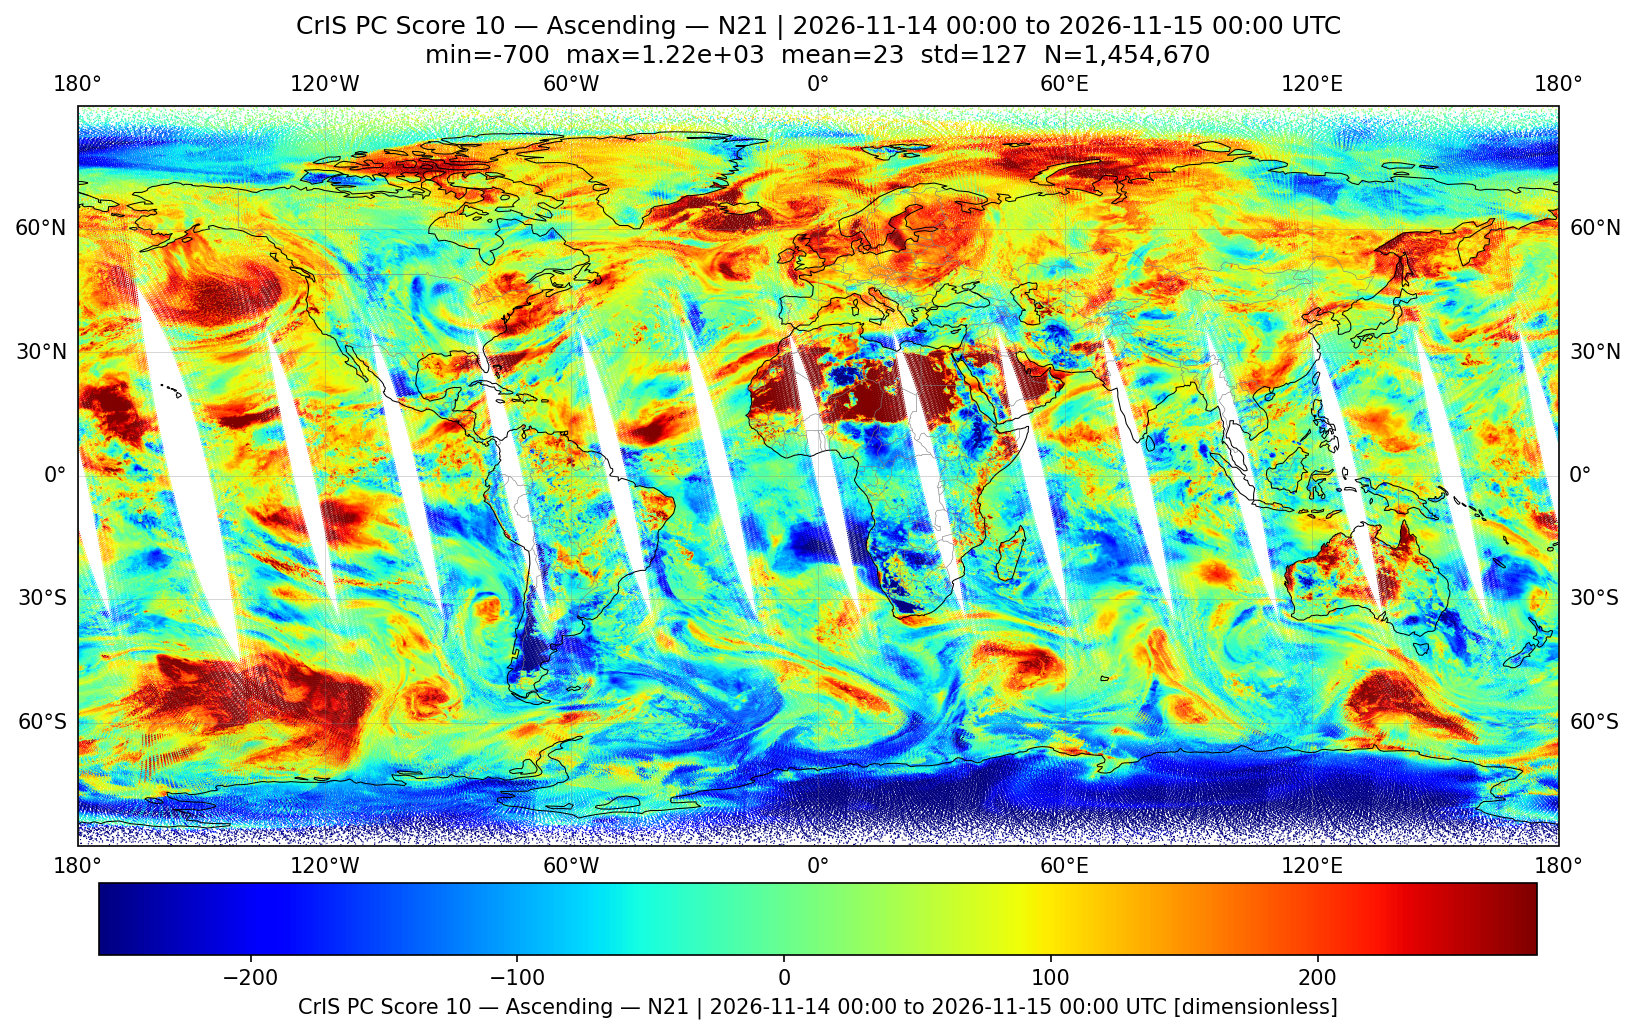 CrIS PC Score 10 — Ascending — N21 | 2026-11-14 00:00 to 2026-11-15 00:00 UTC
min=-700  max=1.22e+03  mean=23  std=127  N=1,454,670
180° 120°W 60°W 0° 60°E 120°E 180°
60°N 60°N
30°N 30°N
0° 0°
30°S 30°S
60°S 60°S
180° 120°W 60°W 0° 60°E 120°E 180°
−200 −100 0 100 200
CrIS PC Score 10 — Ascending — N21 | 2026-11-14 00:00 to 2026-11-15 00:00 UTC [dimensionless]